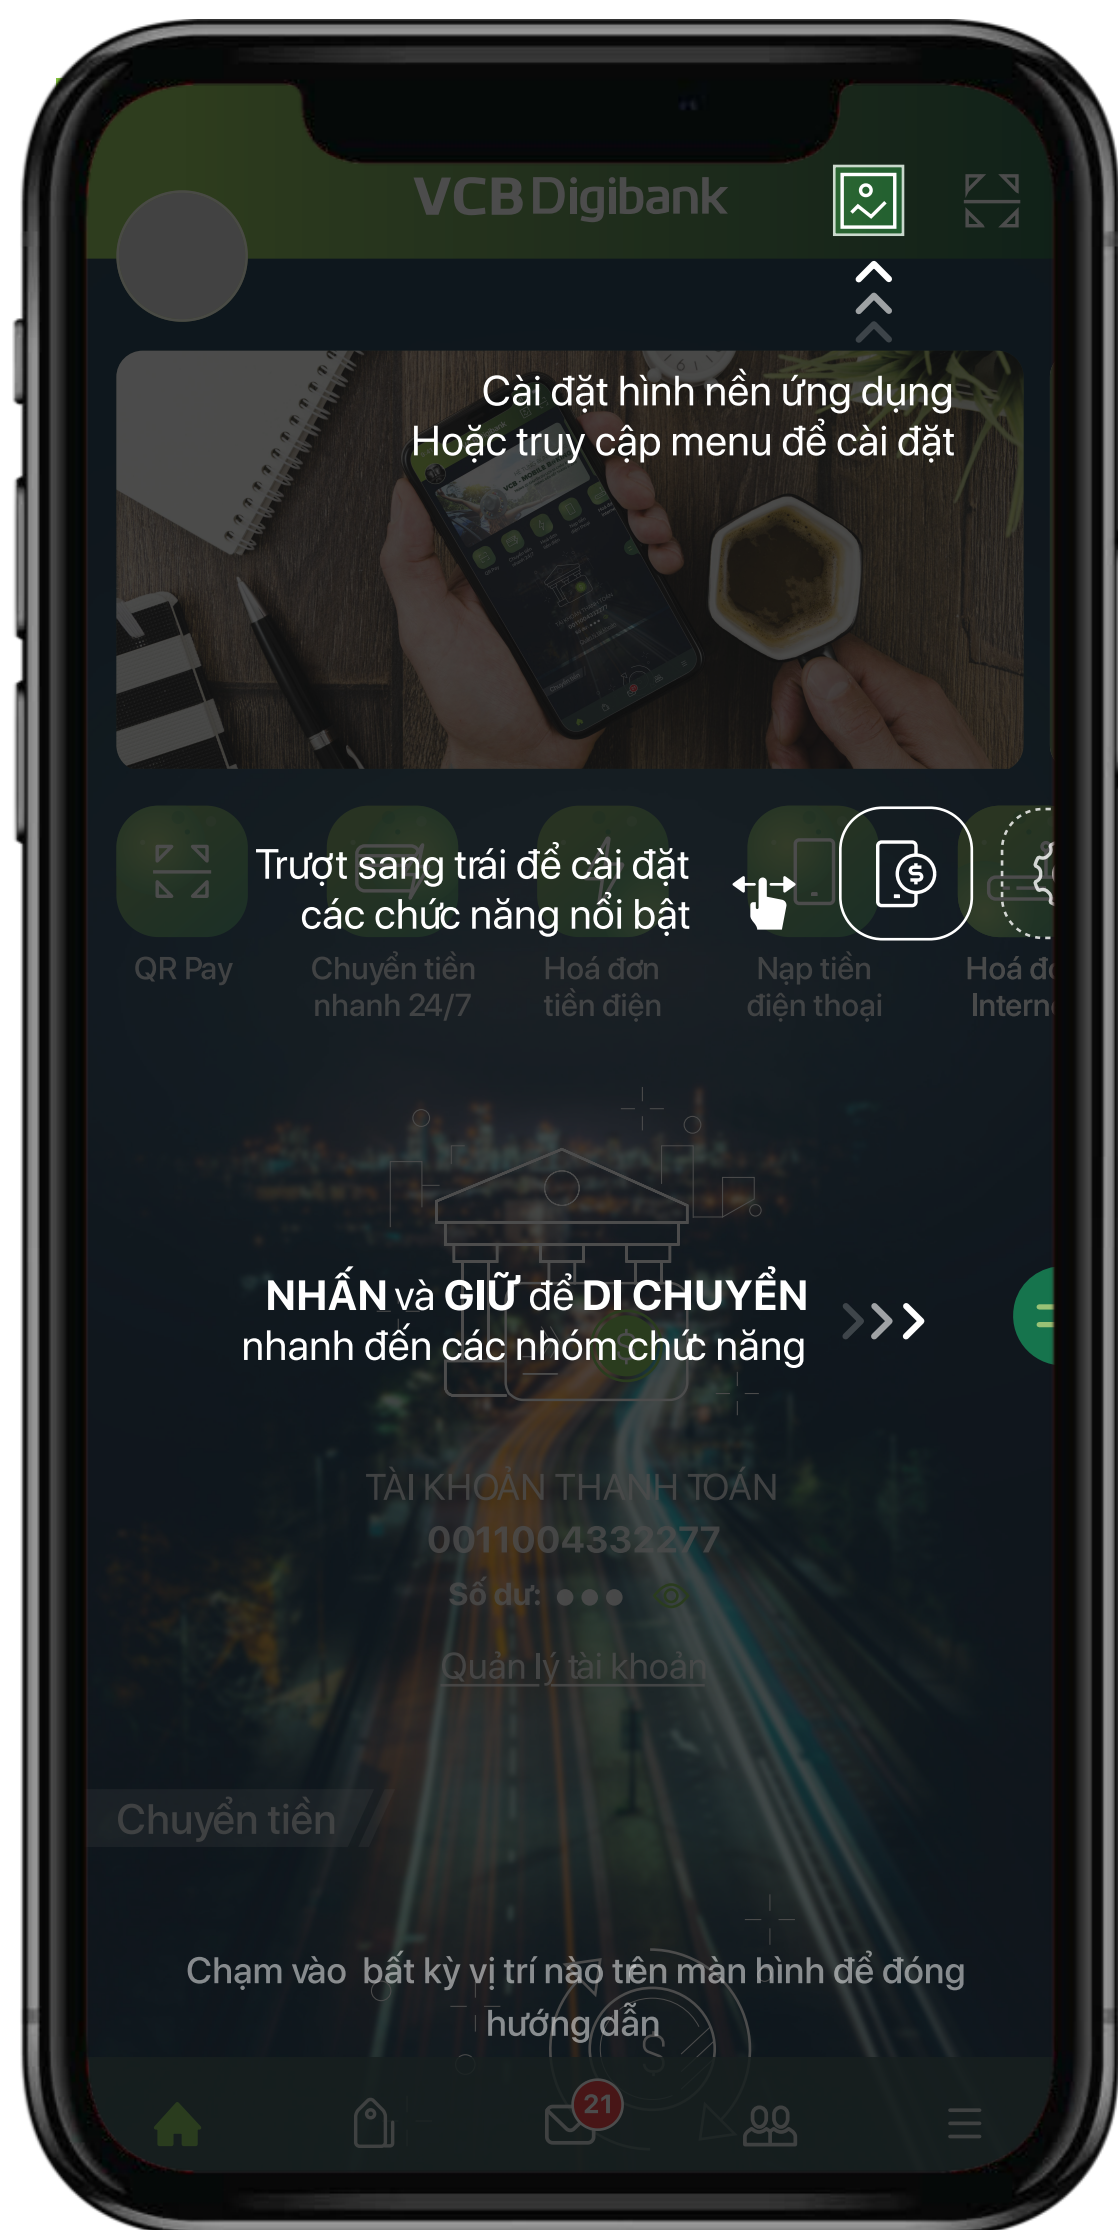 VCB Digibank
Cài đặt hình nền ứng dụng
Hoặc truy cập menu để cài đặt
Trượt sang trái để cài đặt
các chức năng nổi bật
QR Pay
Chuyển tiền
nhanh 24/7
Hoá đơn
tiền điện
Nạp tiền
điện thoại
Hoá đơ
Interne
NHẤN và GIỮ để DI CHUYỂN
nhanh đến các nhóm chức năng
TÀI KHOẢN THANH TOÁN
0011004332277
Số dư:
Quản lý tài khoản
Chuyển tiền
Chạm vào bất kỳ vị trí nào trên màn hình để đóng
hướng dẫn
21